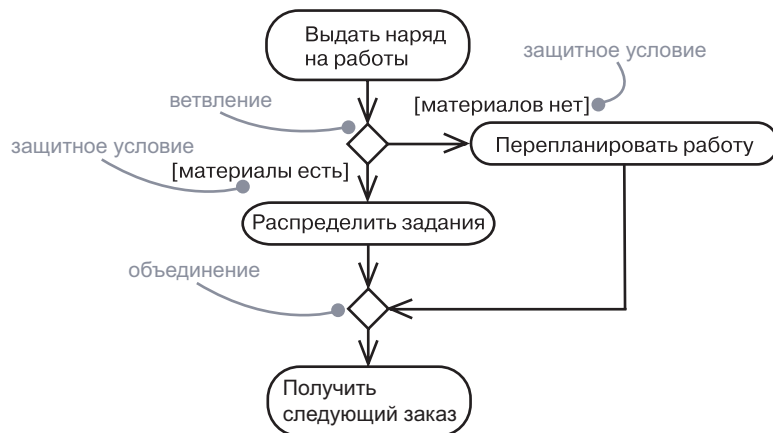 Выдать наряд
на работы
защитное условие
ветвление
[материалов нет]
защитное условие
Перепланировать работу
[материалы есть]
Распределить задания
объединение
Получить
следующий заказ